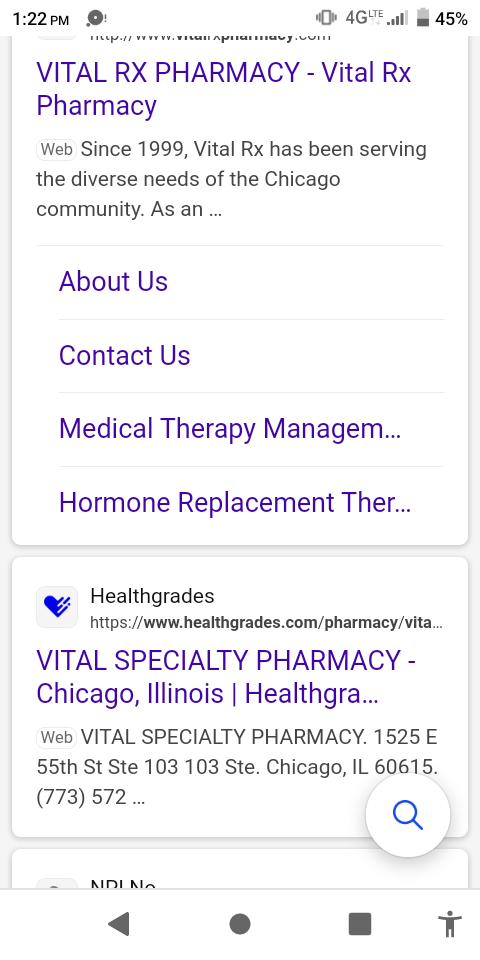 1:22 PM 4G LTE 45%
http://www.vitalrxpharmacy.com
VITAL RX PHARMACY - Vital Rx
Pharmacy
Web Since 1999, Vital Rx has been serving
the diverse needs of the Chicago
community. As an ...
About Us
Contact Us
Medical Therapy Managem...
Hormone Replacement Ther...
Healthgrades
https://www.healthgrades.com/pharmacy/vita...
VITAL SPECIALTY PHARMACY -
Chicago, Illinois | Healthgra...
Web VITAL SPECIALTY PHARMACY. 1525 E
55th St Ste 103 103 Ste. Chicago, IL 60615.
(773) 572 ...
NPI No